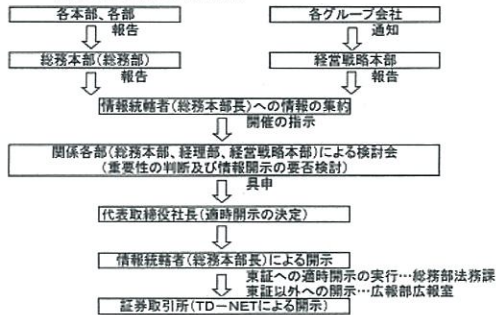 各本部、各部
各グループ会社
報告
通知
総務本部(総務部)
経営戦略本部
報告
報告
情報統轄者(総務本部長)への情報の集約
開催の指示
関係各部(総務本部、経理部、経営戦略本部)による検討会
(重要性の判断及び情報開示の要否検討)
具申
代表取締役社長(適時開示の決定)
情報統轄者(総務本部長)による開示
東証への適時開示の実行…総務部法務課
東証以外への開示…広報部広報室
証券取引所(TD-NETによる開示)